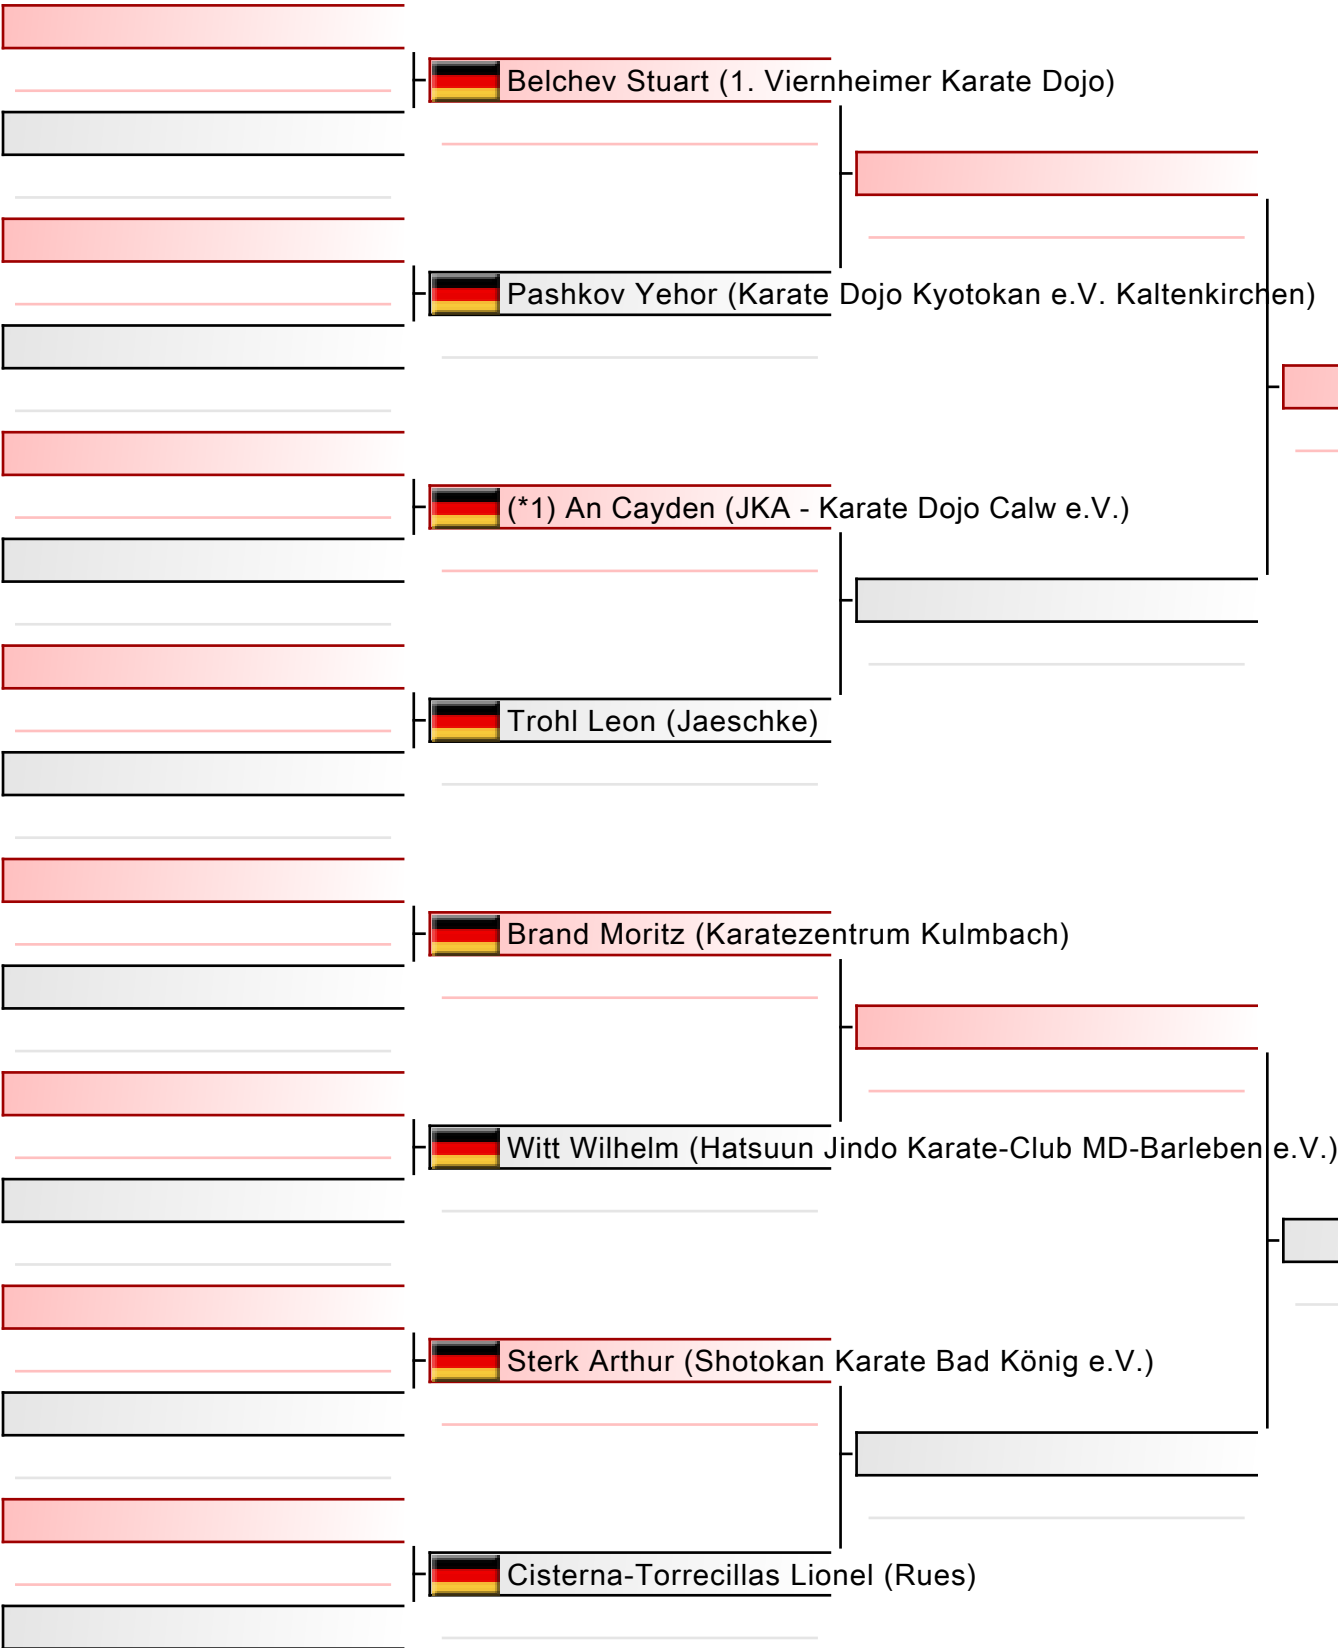 Belchev Stuart (1. Viernheimer Karate Dojo)
Pashkov Yehor (Karate Dojo Kyotokan e.V. Kaltenkirchen)
(*1) An Cayden (JKA - Karate Dojo Calw e.V.)
Trohl Leon (Jaeschke)
Brand Moritz (Karatezentrum Kulmbach)
Witt Wilhelm (Hatsuun Jindo Karate-Club MD-Barleben e.V.)
Sterk Arthur (Shotokan Karate Bad König e.V.)
Cisterna-Torrecillas Lionel (Rues)